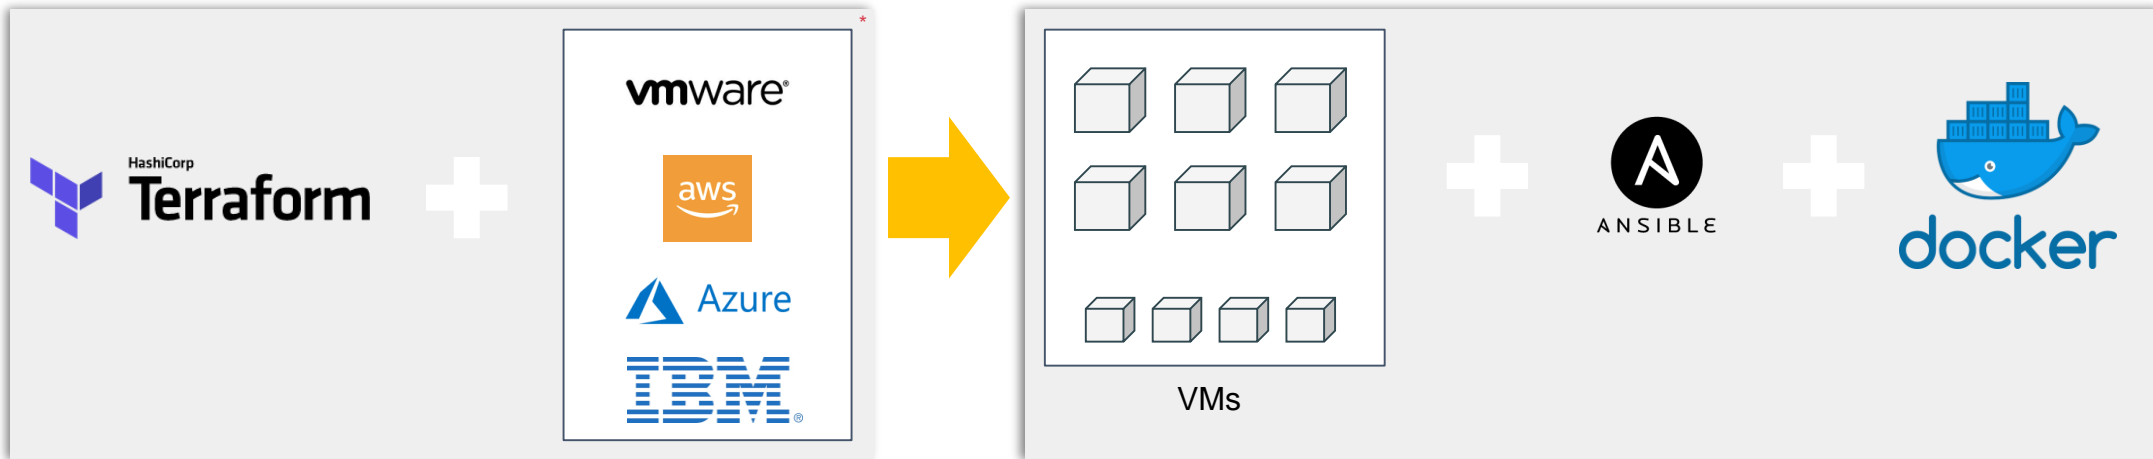 *
HashiCorp
Terraform
vmware®
aws
Azure
IBM®
VMs
ANSIBLE
docker